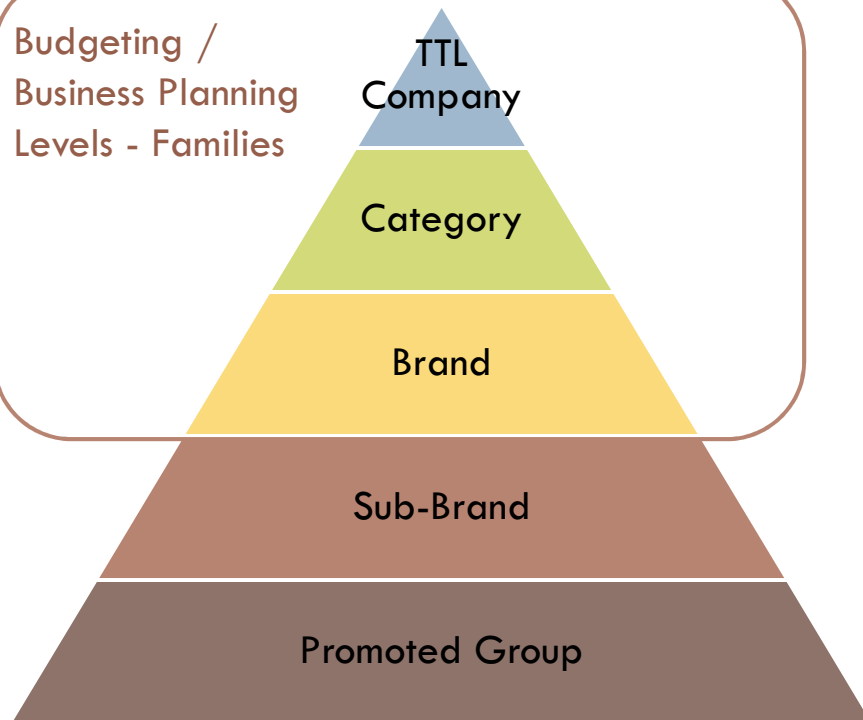 Budgeting /
Business Planning
Levels - Families
TTL
Company
Category
Brand
Sub-Brand
Promoted Group